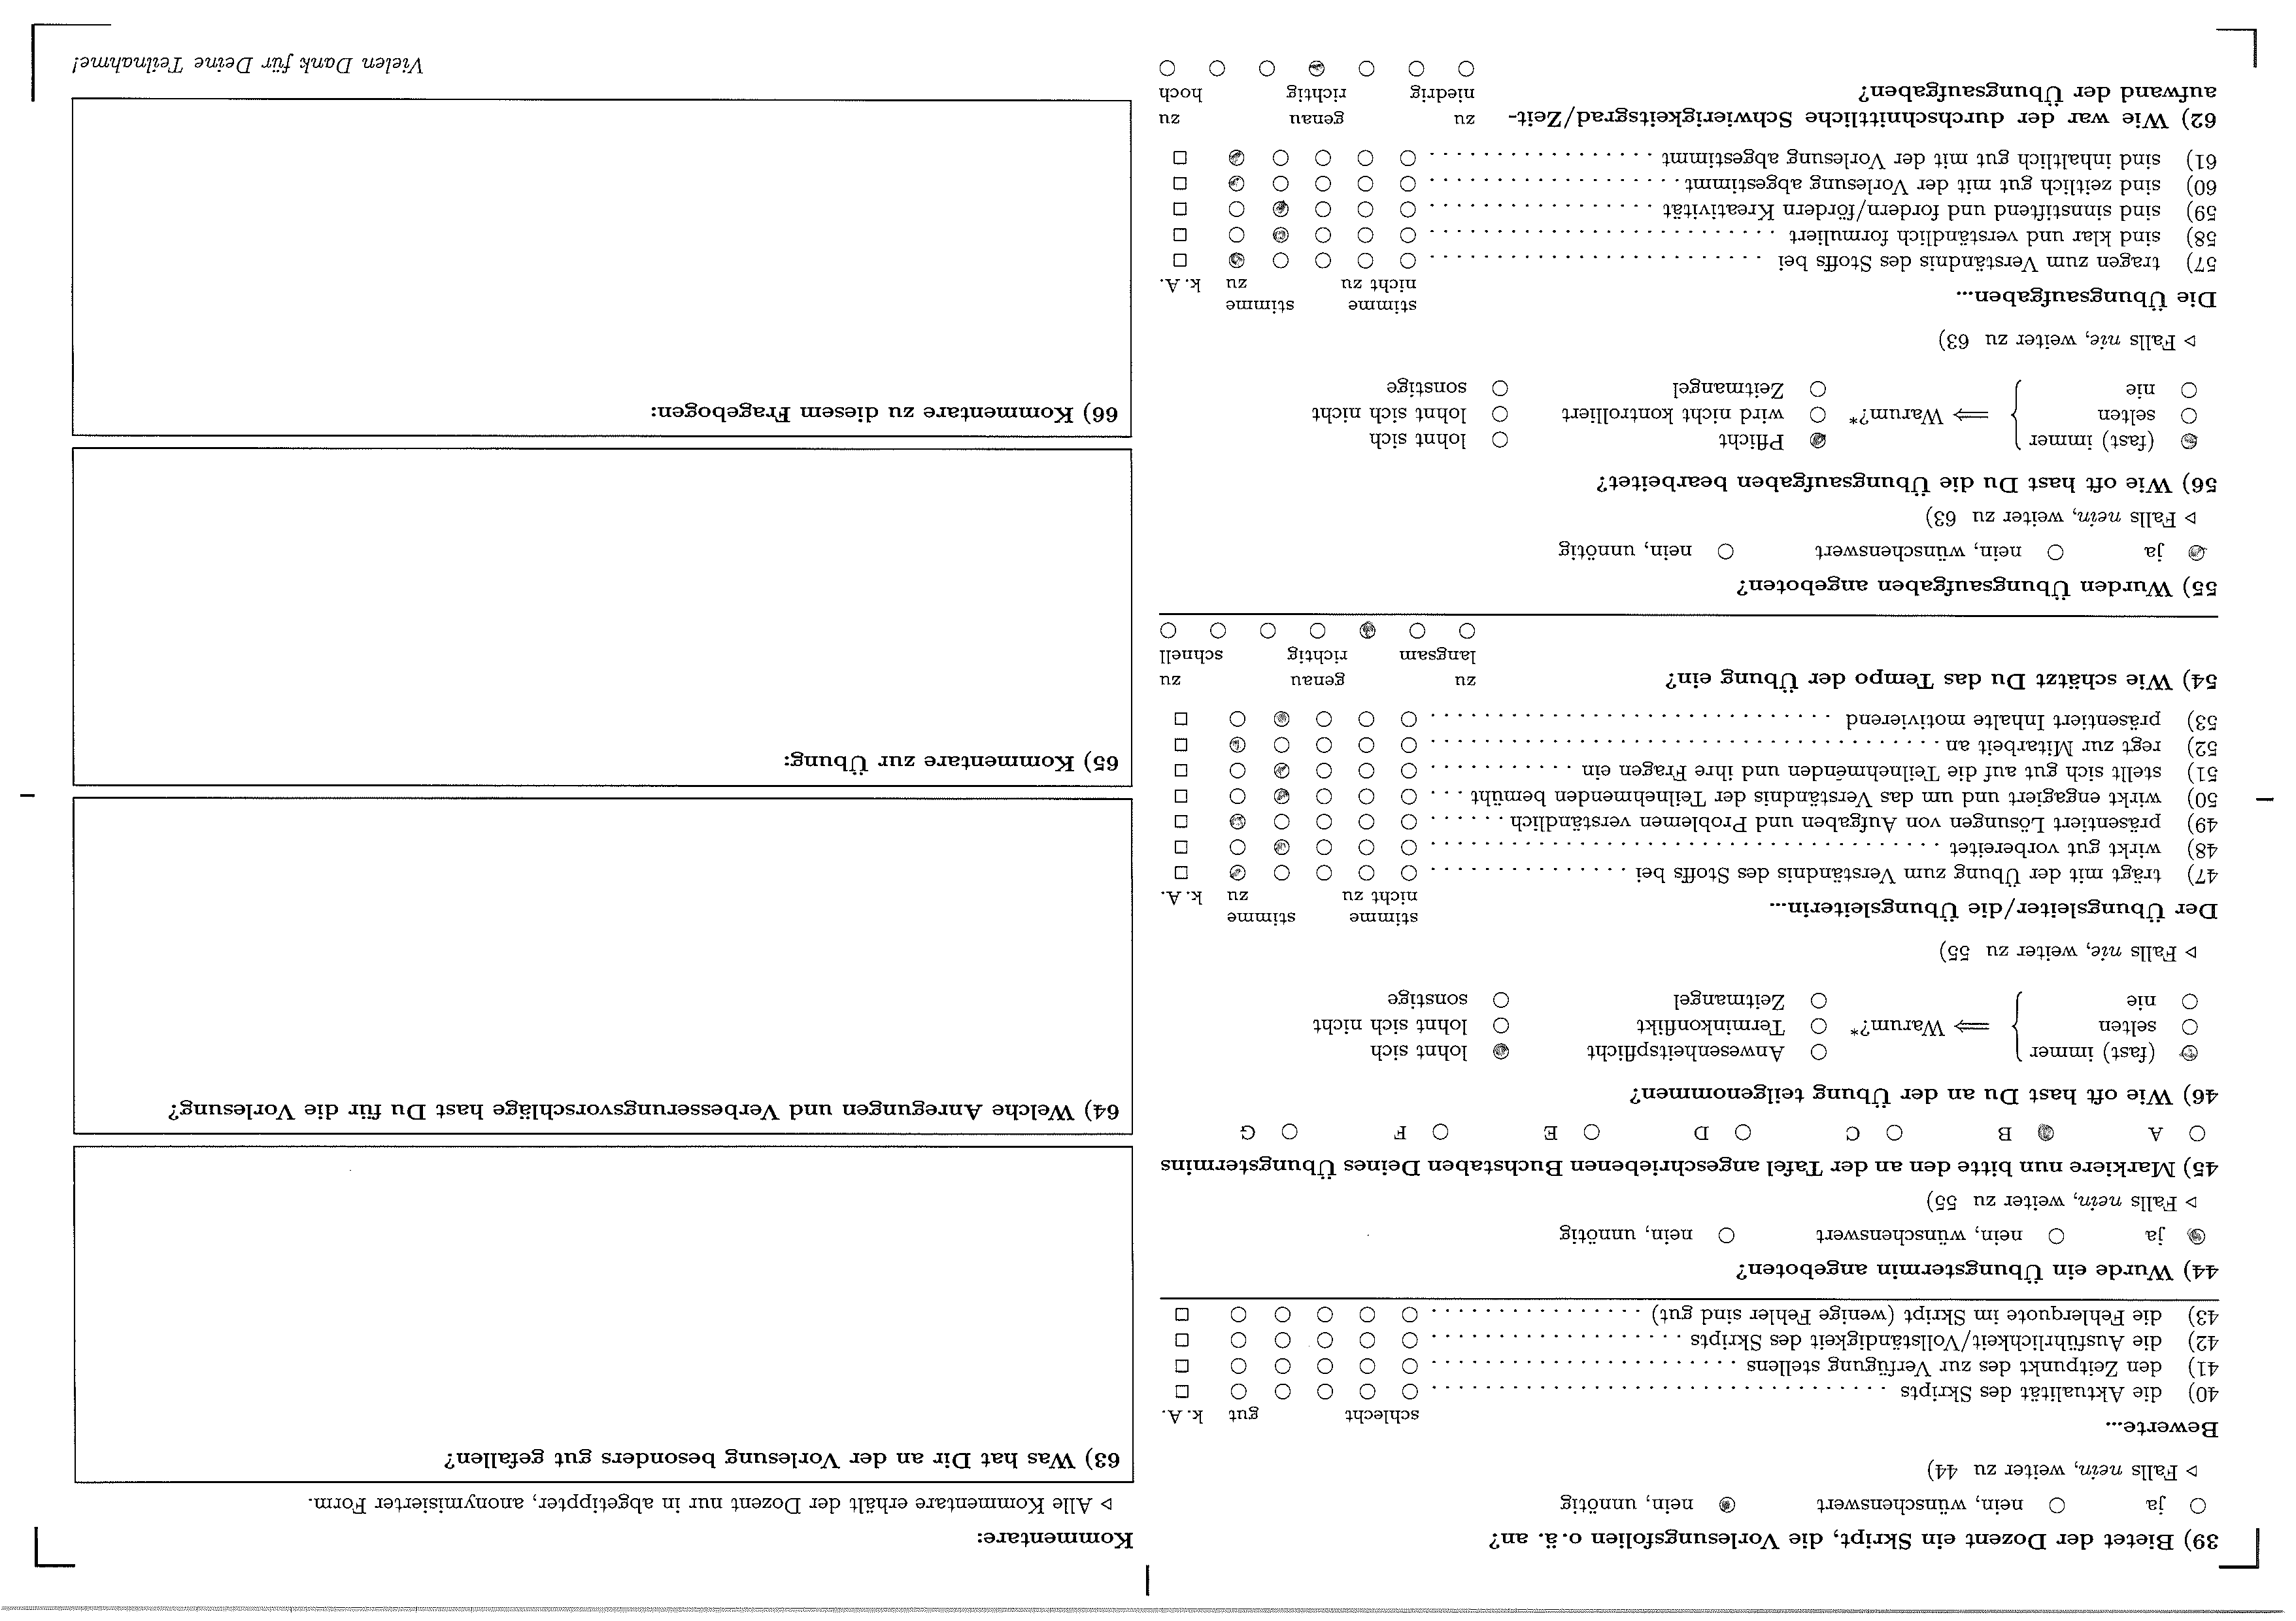 39) Bietet der Dozent ein Skript, die Vorlesungsfolien o.ä. an?
ja nein, wünschenswert nein, unnötig
▷ Falls nein, weiter zu 44)
Bewerte...
schlecht gut k.A.
40) die Aktualität des Skripts
41) den Zeitpunkt des zur Verfügung stellens
42) die Ausführlichkeit/Vollständigkeit des Skripts
43) die Fehlerquote im Skript (wenige Fehler sind gut)
44) Wurde ein Übungstermin angeboten?
ja nein, wünschenswert nein, unnötig
▷ Falls nein, weiter zu 55)
45) Markiere nun bitte den an der Tafel angeschriebenen Buchstaben Deines Übungstermins
A B C D E F G
46) Wie oft hast Du an der Übung teilgenommen?
(fast) immer Anwesenheitspflicht lohnt sich
selten ⟹ Warum?* Terminkonflikt lohnt sich nicht
nie Zeitmangel sonstige
▷ Falls nie, weiter zu 55)
Der Übungsleiter/die Übungsleiterin...
stimme nicht zu stimme zu k.A.
47) trägt mit der Übung zum Verständnis des Stoffs bei
48) wirkt gut vorbereitet
49) präsentiert Lösungen von Aufgaben und Problemen verständlich
50) wirkt engagiert und um das Verständnis der Teilnehmenden bemüht
51) stellt sich gut auf die Teilnehmenden und ihre Fragen ein
52) regt zur Mitarbeit an
53) präsentiert Inhalte motivierend
54) Wie schätzt Du das Tempo der Übung ein?
zu genau zu
langsam richtig schnell
55) Wurden Übungsaufgaben angeboten?
ja nein, wünschenswert nein, unnötig
▷ Falls nein, weiter zu 63)
56) Wie oft hast Du die Übungsaufgaben bearbeitet?
(fast) immer Pflicht lohnt sich
selten ⟹ Warum?* wird nicht kontrolliert lohnt sich nicht
nie Zeitmangel sonstige
▷ Falls nie, weiter zu 63)
Die Übungsaufgaben...
stimme nicht zu stimme zu k.A.
57) tragen zum Verständnis des Stoffs bei
58) sind klar und verständlich formuliert
59) sind sinnstiftend und fordern/fördern Kreativität
60) sind zeitlich gut mit der Vorlesung abgestimmt
61) sind inhaltlich gut mit der Vorlesung abgestimmt
62) Wie war der durchschnittliche Schwierigkeitsgrad/Zeit- zu genau zu
aufwand der Übungsaufgaben? niedrig richtig hoch
Kommentare:
▷ Alle Kommentare erhält der Dozent nur in abgetippter, anonymisierter Form.
63) Was hat Dir an der Vorlesung besonders gut gefallen?
64) Welche Anregungen und Verbesserungsvorschläge hast Du für die Vorlesung?
65) Kommentare zur Übung:
66) Kommentare zu diesem Fragebogen:
Vielen Dank für Deine Teilnahme!